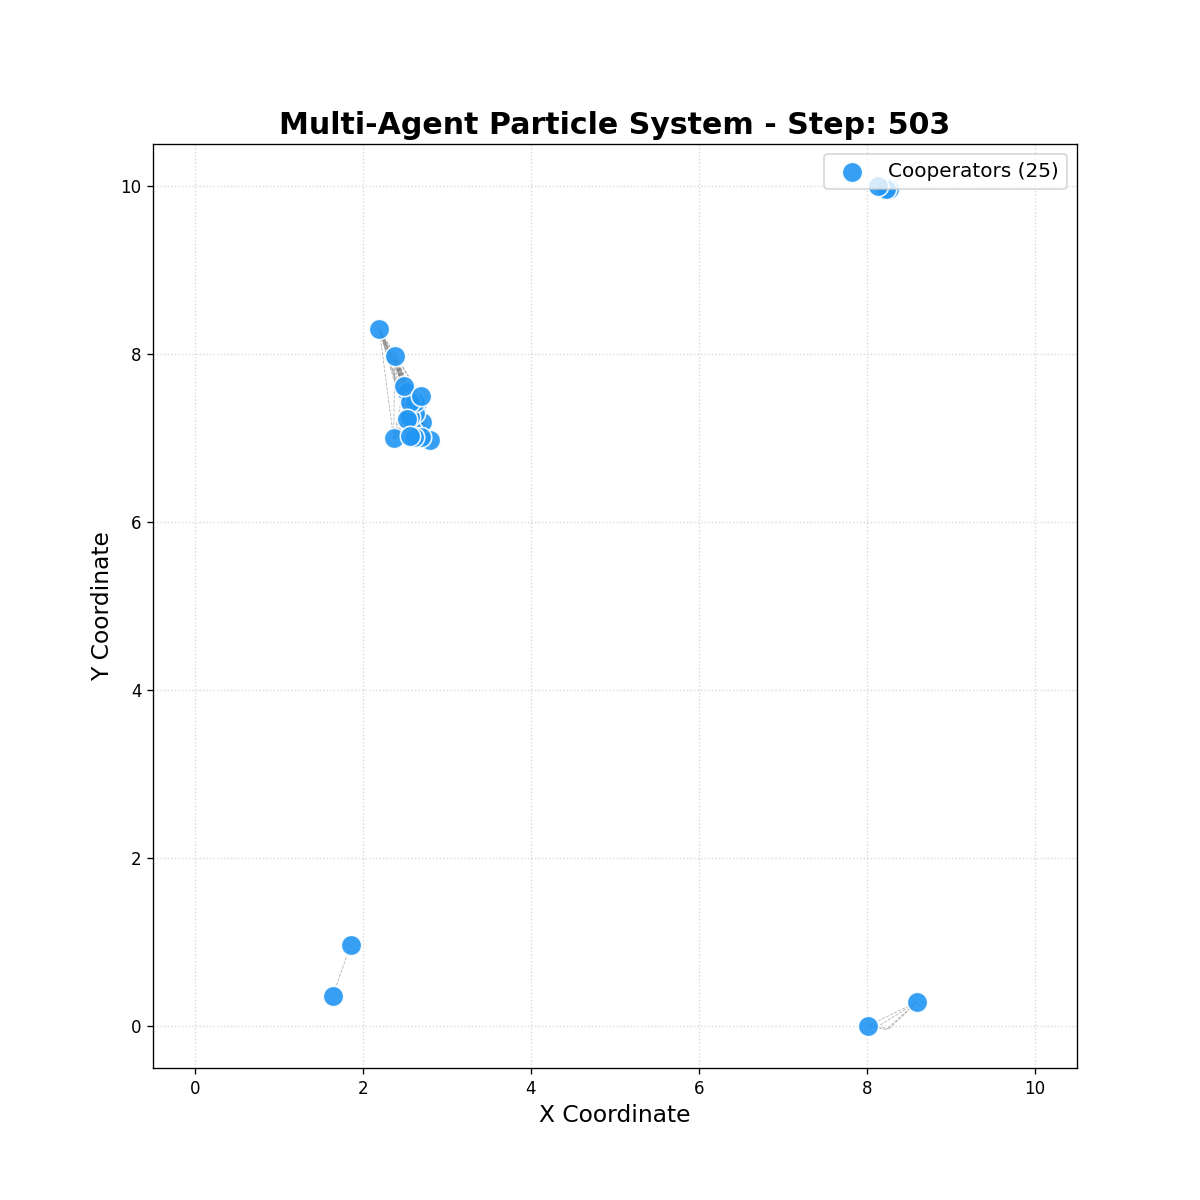 Multi-Agent Particle System - Step: 503
Cooperators (25)
10
8
6
4
2
0
Y Coordinate
0 2 4 6 8 10
X Coordinate